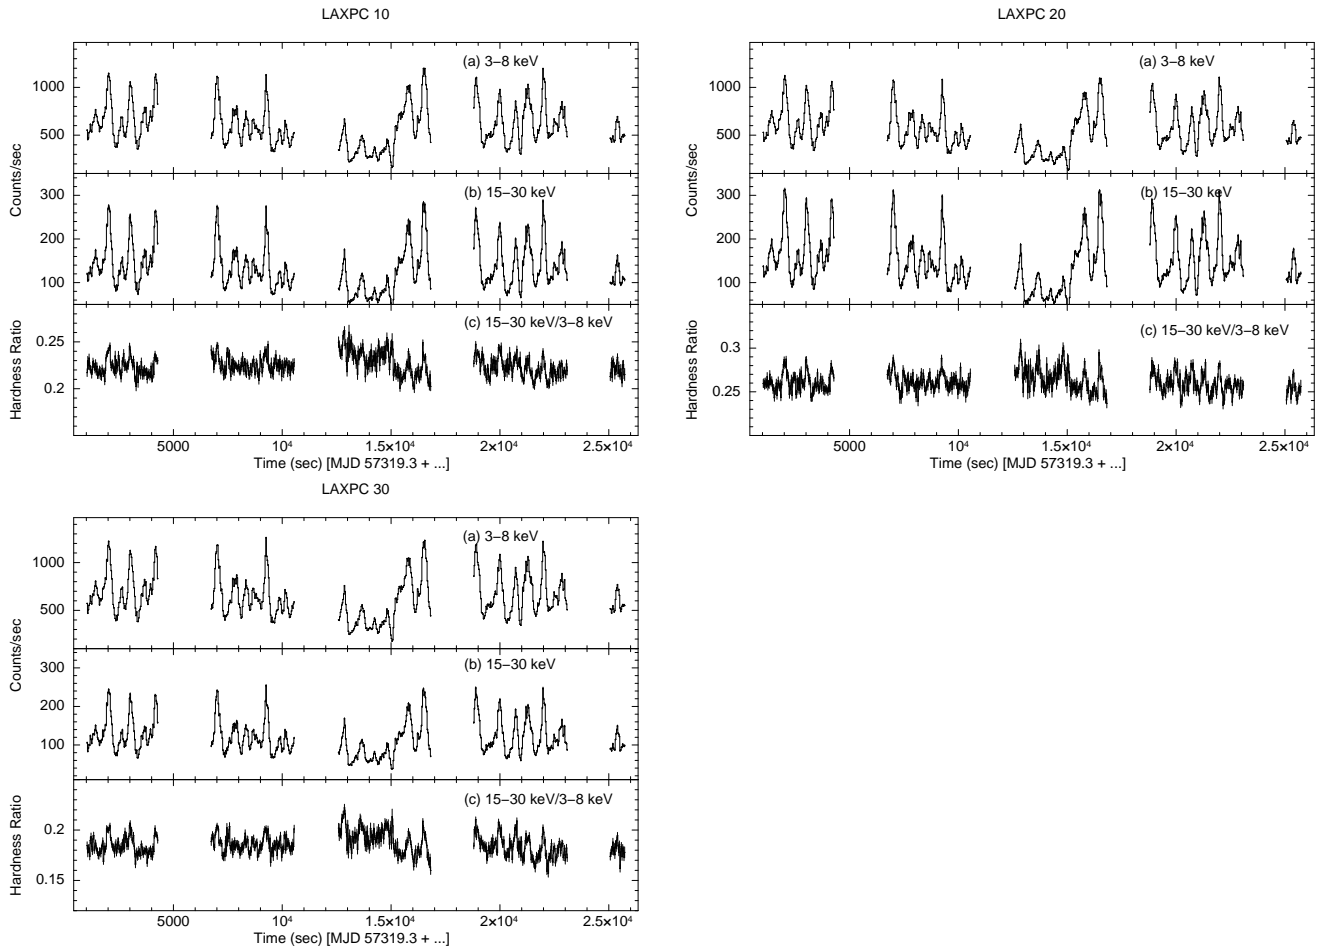 LAXPC 10
(a) 3–8 keV
1000
500
Counts/sec
(b) 15–30 keV
300
200
100
(c) 15–30 keV/3–8 keV
0.25
0.2
Hardness Ratio
5000 10⁴ 1.5×10⁴ 2×10⁴ 2.5×10⁴
Time (sec) [MJD 57319.3 + ...]
LAXPC 20
(a) 3–8 keV
1000
500
Counts/sec
(b) 15–30 keV
300
200
100
(c) 15–30 keV/3–8 keV
0.3
0.25
Hardness Ratio
5000 10⁴ 1.5×10⁴ 2×10⁴ 2.5×10⁴
Time (sec) [MJD 57319.3 + ...]
LAXPC 30
(a) 3–8 keV
1000
500
Counts/sec
(b) 15–30 keV
300
200
100
(c) 15–30 keV/3–8 keV
0.2
0.15
Hardness Ratio
5000 10⁴ 1.5×10⁴ 2×10⁴ 2.5×10⁴
Time (sec) [MJD 57319.3 + ...]